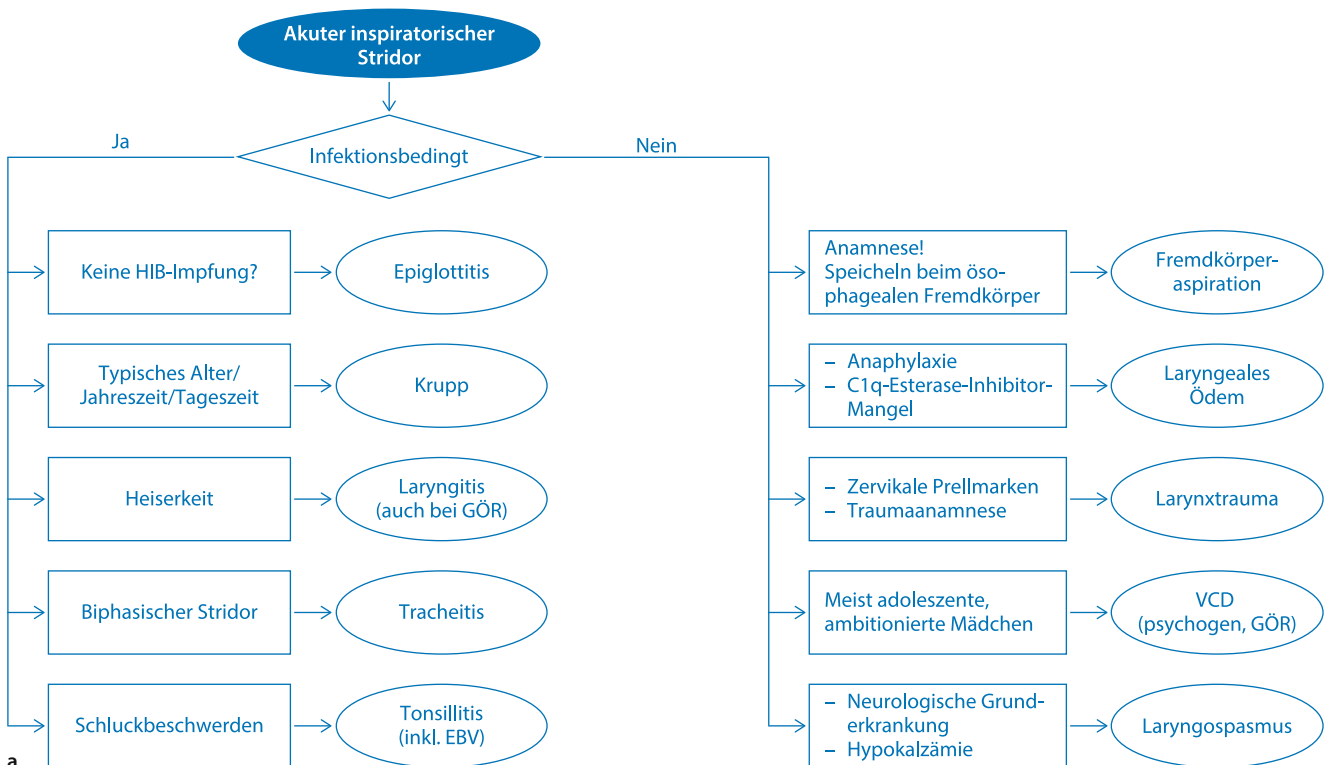 Akuter inspiratorischer
Stridor
Ja
Infektionsbedingt
Nein
Keine HIB-Impfung?
Epiglottitis
Typisches Alter/
Jahreszeit/Tageszeit
Krupp
Heiserkeit
Laryngitis
(auch bei GÖR)
Biphasischer Stridor
Tracheitis
Schluckbeschwerden
Tonsillitis
(inkl. EBV)
Anamnese!
Speicheln beim öso-
phagealen Fremdkörper
Fremdkörper-
aspiration
– Anaphylaxie
– C1q-Esterase-Inhibitor-
Mangel
Laryngeales
Ödem
– Zervikale Prellmarken
– Traumaanamnese
Larynxtrauma
Meist adoleszente,
ambitionierte Mädchen
VCD
(psychogen, GÖR)
– Neurologische Grund-
erkrankung
– Hypokalzämie
Laryngospasmus
a